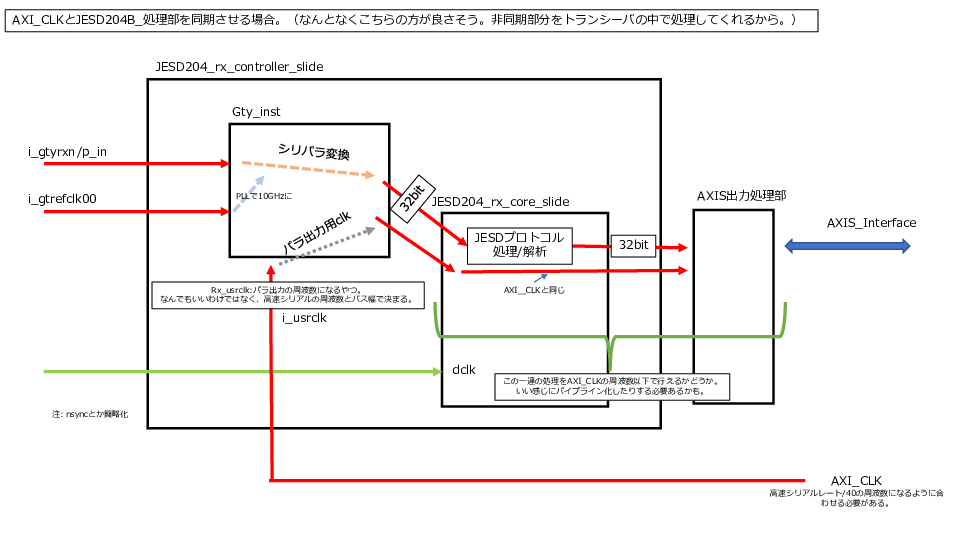 AXI_CLKとJESD204B_処理部を同期させる場合。（なんとなくこちらの方が良さそう。非同期部分をトランシーバの中で処理してくれるから。）
JESD204_rx_controller_slide
Gty_inst
i_gtyrxn/p_in
シリパラ変換
i_gtrefclk00
PLLで10GHzに
32bit
パラ出力用clk
JESD204_rx_core_slide
AXIS出力処理部
AXIS_Interface
JESDプロトコル
処理/解析
32bit
AXI__CLKと同じ
Rx_usrclk:パラ出力の周波数になるやつ。
なんでもいいわけではなく、高速シリアルの周波数とバス幅で決まる。
i_usrclk
dclk
この一連の処理をAXI_CLKの周波数以下で行えるかどうか。
いい感じにパイプライン化したりする必要あるかも。
注: nsyncとか簡略化
AXI_CLK
高速シリアルレート/40の周波数になるように合
わせる必要がある。